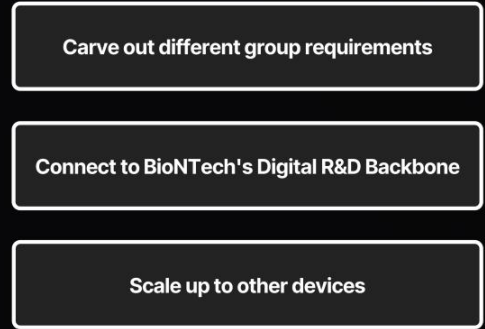 Carve out different group requirements
Connect to BioNTech's Digital R&D Backbone
Scale up to other devices